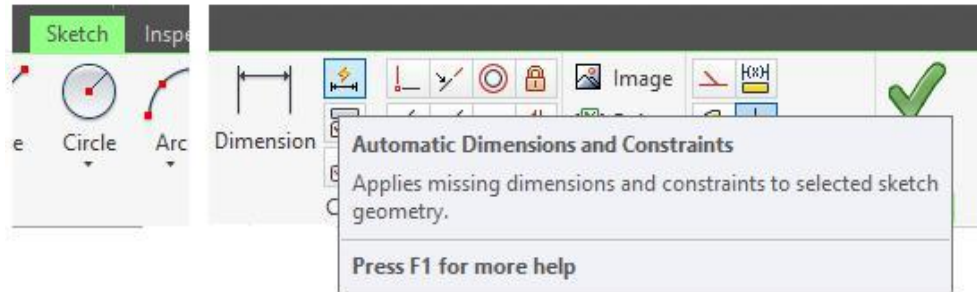 Sketch
Inspe
Circle
Arc
Dimension
Image
Automatic Dimensions and Constraints
Applies missing dimensions and constraints to selected sketch
geometry.
Press F1 for more help